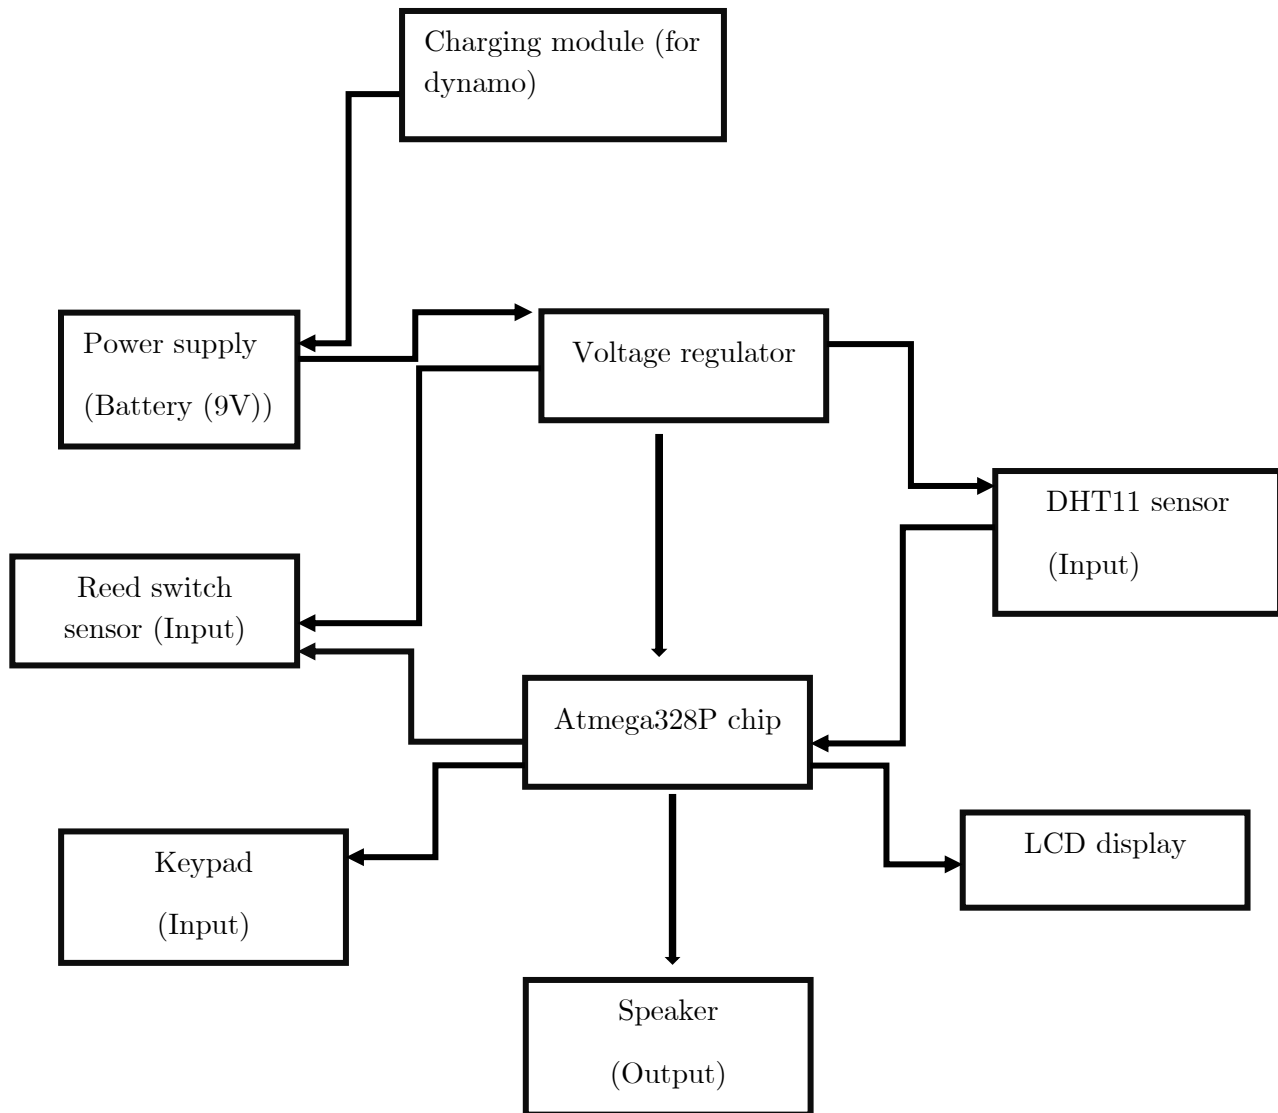 Charging module (for
dynamo)
Power supply
(Battery (9V))
Voltage regulator
DHT11 sensor
(Input)
Reed switch
sensor (Input)
Atmega328P chip
Keypad
(Input)
LCD display
Speaker
(Output)